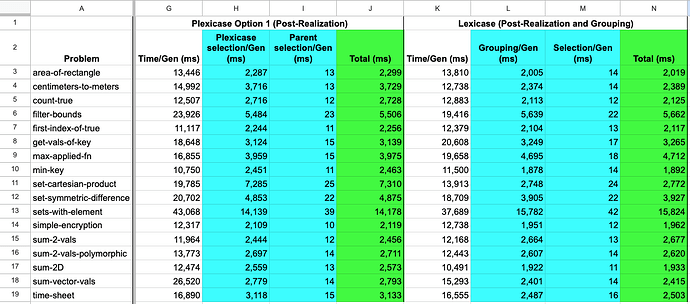 A G H I J K L M N
1 Plexicase Option 1 (Post-Realization) Lexicase (Post-Realization and Grouping)
2 Problem Time/Gen (ms) Plexicase selection/Gen (ms) Parent selection/Gen (ms) Total (ms) Time/Gen (ms) Grouping/Gen (ms) Selection/Gen (ms) Total (ms)
3 area-of-rectangle 13,446 2,287 13 2,299 13,810 2,005 14 2,019
4 centimeters-to-meters 14,992 3,716 13 3,729 12,738 2,374 14 2,389
5 count-true 12,507 2,716 12 2,728 12,883 2,113 12 2,125
6 filter-bounds 23,926 5,484 23 5,506 19,416 5,639 22 5,662
7 first-index-of-true 11,117 2,244 11 2,256 12,379 2,104 13 2,117
8 get-vals-of-key 18,648 3,124 15 3,139 20,608 3,249 17 3,265
9 max-applied-fn 16,855 3,959 15 3,975 19,658 4,695 18 4,712
10 min-key 10,750 2,451 11 2,463 11,500 1,878 14 1,892
11 set-cartesian-product 19,785 7,285 25 7,310 13,913 2,748 24 2,772
12 set-symmetric-difference 20,702 4,853 22 4,875 18,709 3,905 22 3,927
13 sets-with-element 43,068 14,139 39 14,178 37,689 15,782 42 15,824
14 simple-encryption 12,317 2,109 10 2,119 12,738 1,951 12 1,962
15 sum-2-vals 11,964 2,444 12 2,456 12,168 2,664 13 2,677
16 sum-2-vals-polymorphic 13,773 2,697 14 2,711 12,443 2,607 14 2,620
17 sum-2D 12,474 2,559 13 2,573 10,491 1,922 11 1,933
18 sum-vector-vals 26,520 2,779 14 2,793 15,293 2,401 14 2,415
19 time-sheet 16,890 3,118 15 3,133 16,555 2,487 16 2,503